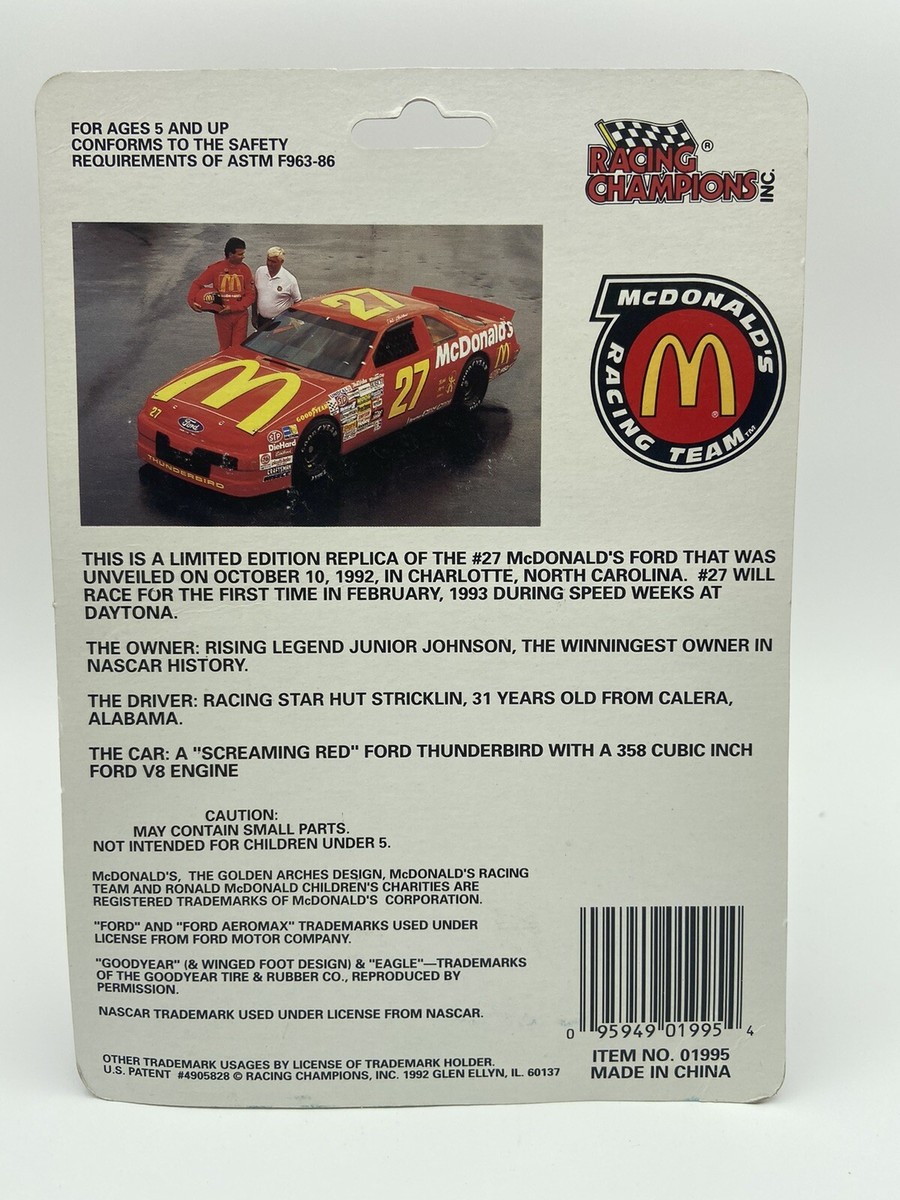 FOR AGES 5 AND UP
CONFORMS TO THE SAFETY
REQUIREMENTS OF ASTM F963-86
RACING
CHAMPIONS INC.
®
McDONALD'S
RACING TEAM™
®
27
McDonald's
27
27
Ford
THUNDERBIRD
GOODYEAR
DieHard
GOODYEAR
THIS IS A LIMITED EDITION REPLICA OF THE #27 McDONALD'S FORD THAT WAS
UNVEILED ON OCTOBER 10, 1992, IN CHARLOTTE, NORTH CAROLINA. #27 WILL
RACE FOR THE FIRST TIME IN FEBRUARY, 1993 DURING SPEED WEEKS AT
DAYTONA.
THE OWNER: RISING LEGEND JUNIOR JOHNSON, THE WINNINGEST OWNER IN
NASCAR HISTORY.
THE DRIVER: RACING STAR HUT STRICKLIN, 31 YEARS OLD FROM CALERA,
ALABAMA.
THE CAR: A "SCREAMING RED" FORD THUNDERBIRD WITH A 358 CUBIC INCH
FORD V8 ENGINE
CAUTION:
MAY CONTAIN SMALL PARTS.
NOT INTENDED FOR CHILDREN UNDER 5.
McDONALD'S, THE GOLDEN ARCHES DESIGN, McDONALD'S RACING
TEAM AND RONALD McDONALD CHILDREN'S CHARITIES ARE
REGISTERED TRADEMARKS OF McDONALD'S CORPORATION.
"FORD" AND "FORD AEROMAX" TRADEMARKS USED UNDER
LICENSE FROM FORD MOTOR COMPANY.
"GOODYEAR" (& WINGED FOOT DESIGN) & "EAGLE"—TRADEMARKS
OF THE GOODYEAR TIRE & RUBBER CO., REPRODUCED BY
PERMISSION.
NASCAR TRADEMARK USED UNDER LICENSE FROM NASCAR.
OTHER TRADEMARK USAGES BY LICENSE OF TRADEMARK HOLDER.
U.S. PATENT #4905828 © RACING CHAMPIONS, INC. 1992 GLEN ELLYN, IL. 60137
0 95949 01995 4
ITEM NO. 01995
MADE IN CHINA